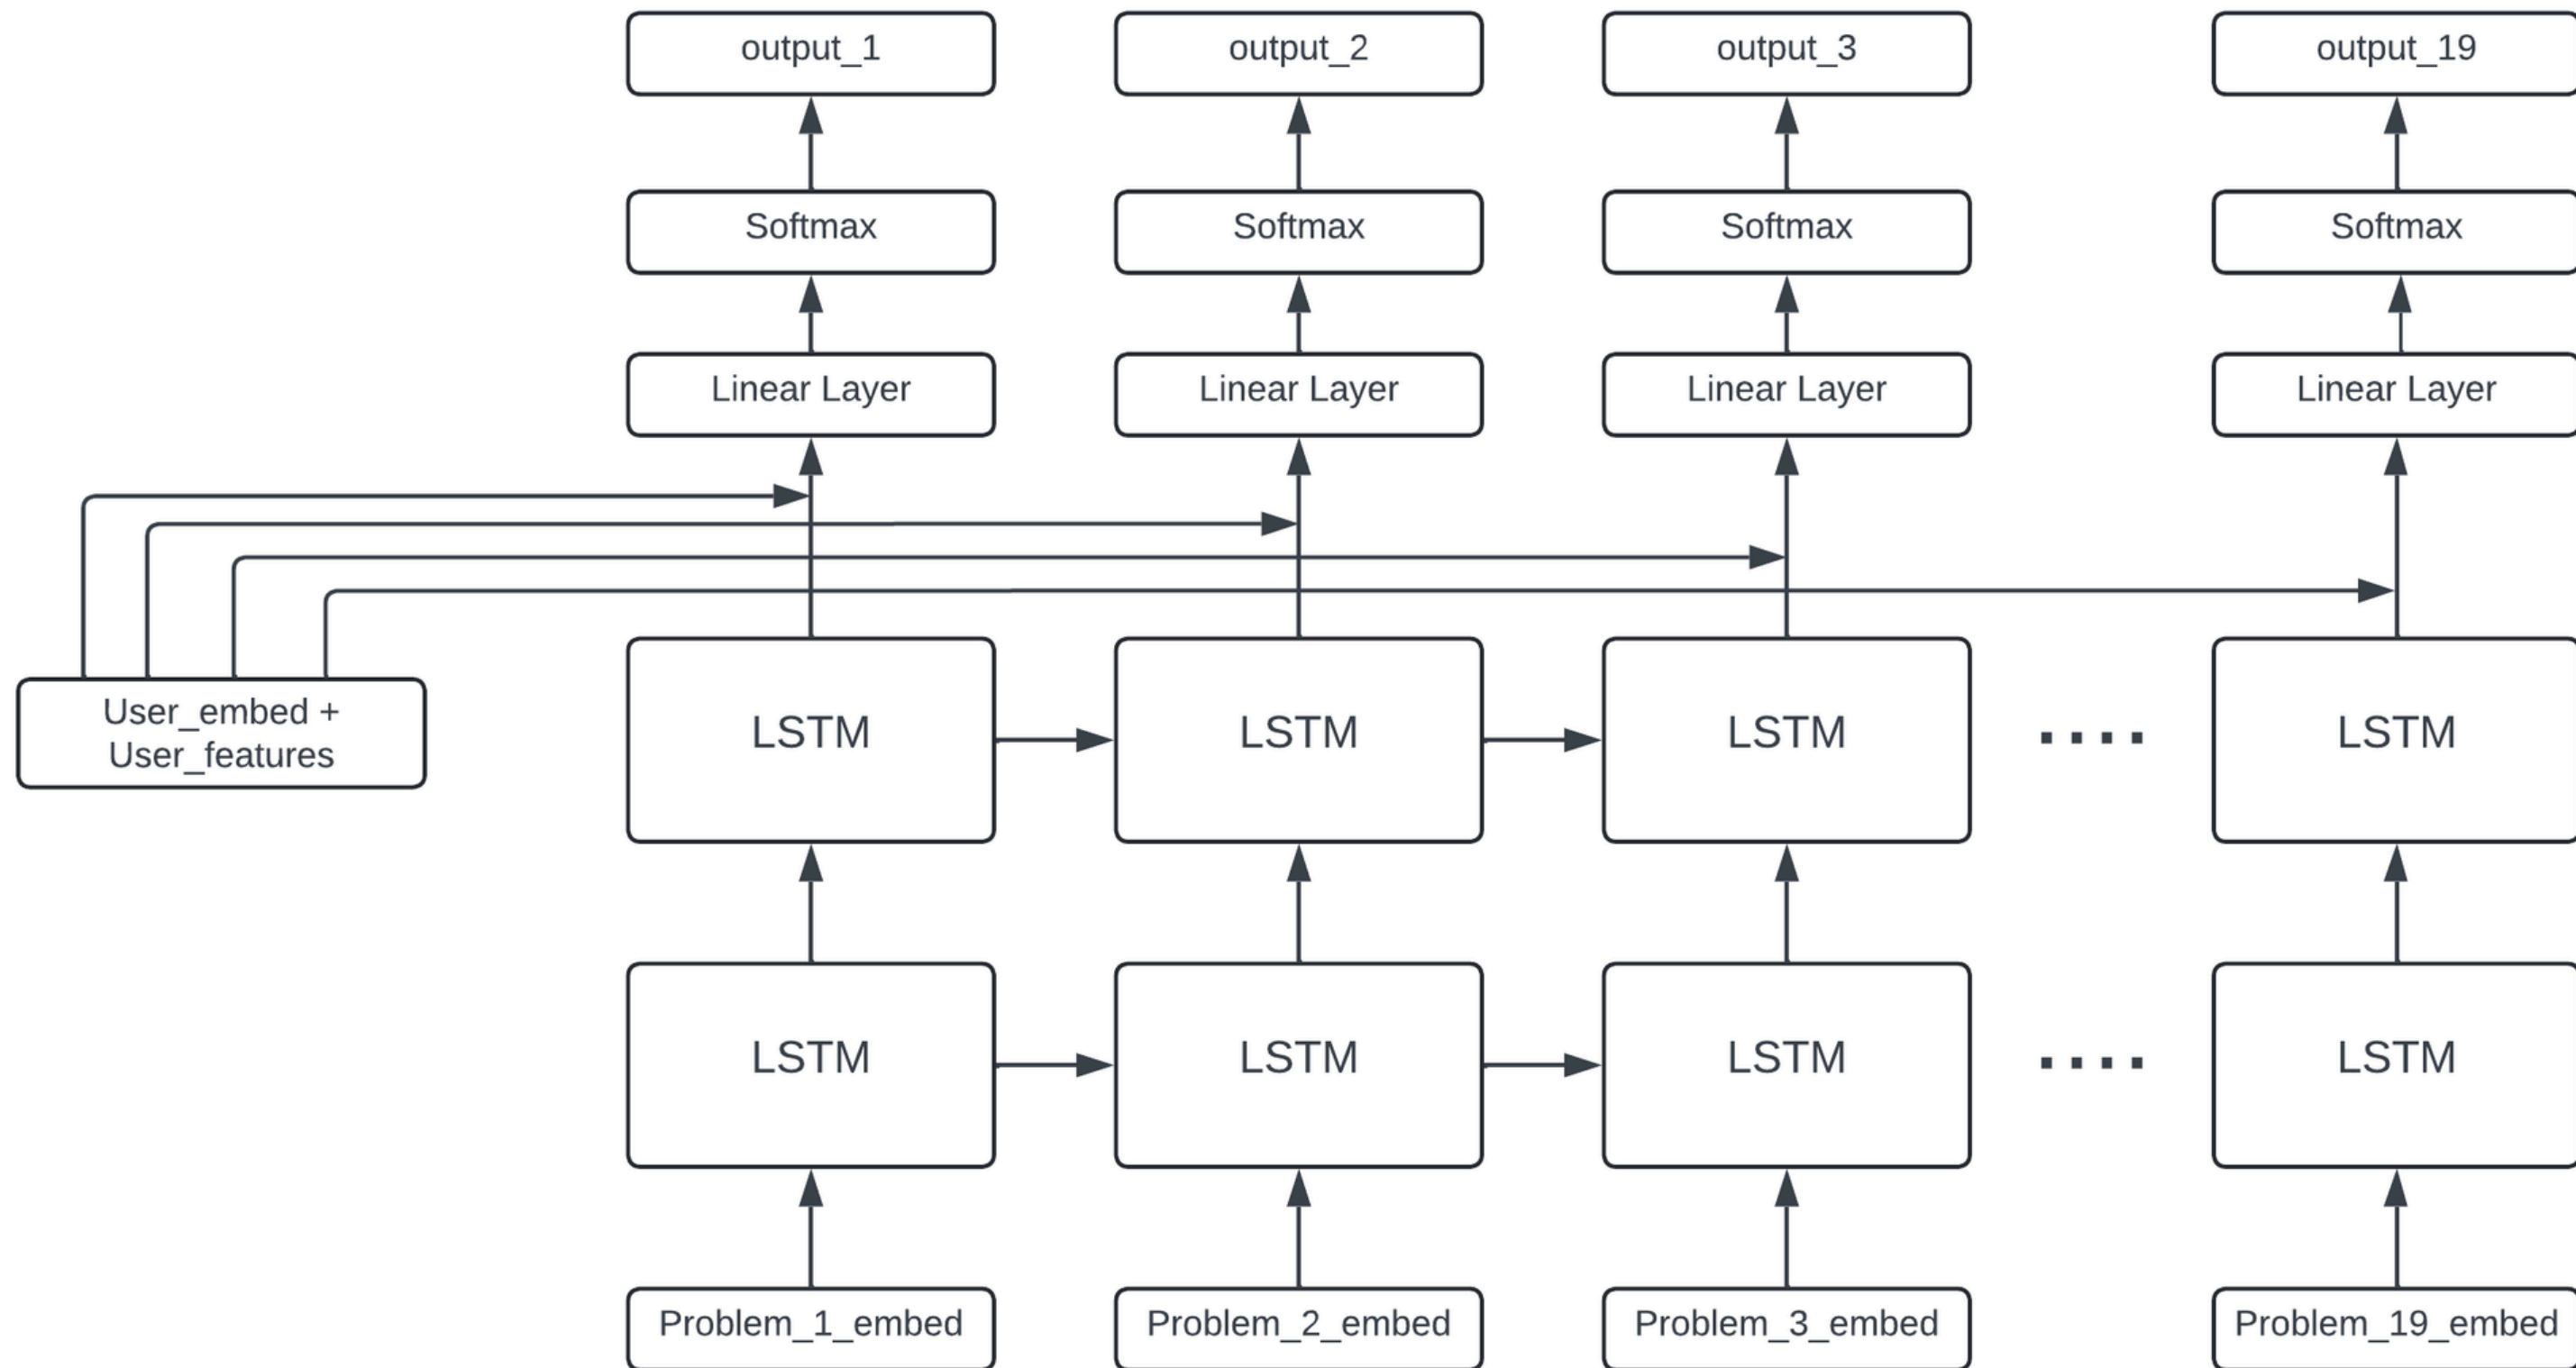 output_1
output_2
output_3
output_19
Softmax
Softmax
Softmax
Softmax
Linear Layer
Linear Layer
Linear Layer
Linear Layer
User_embed +
User_features
LSTM
LSTM
LSTM
....
LSTM
LSTM
LSTM
LSTM
....
LSTM
Problem_1_embed
Problem_2_embed
Problem_3_embed
Problem_19_embed